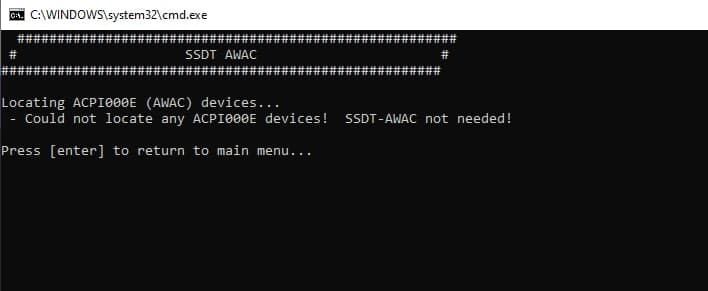 C:\WINDOWS\system32\cmd.exe
#######################################################
# SSDT AWAC #
#######################################################
Locating ACPI000E (AWAC) devices...
- Could not locate any ACPI000E devices! SSDT-AWAC not needed!
Press [enter] to return to main menu...